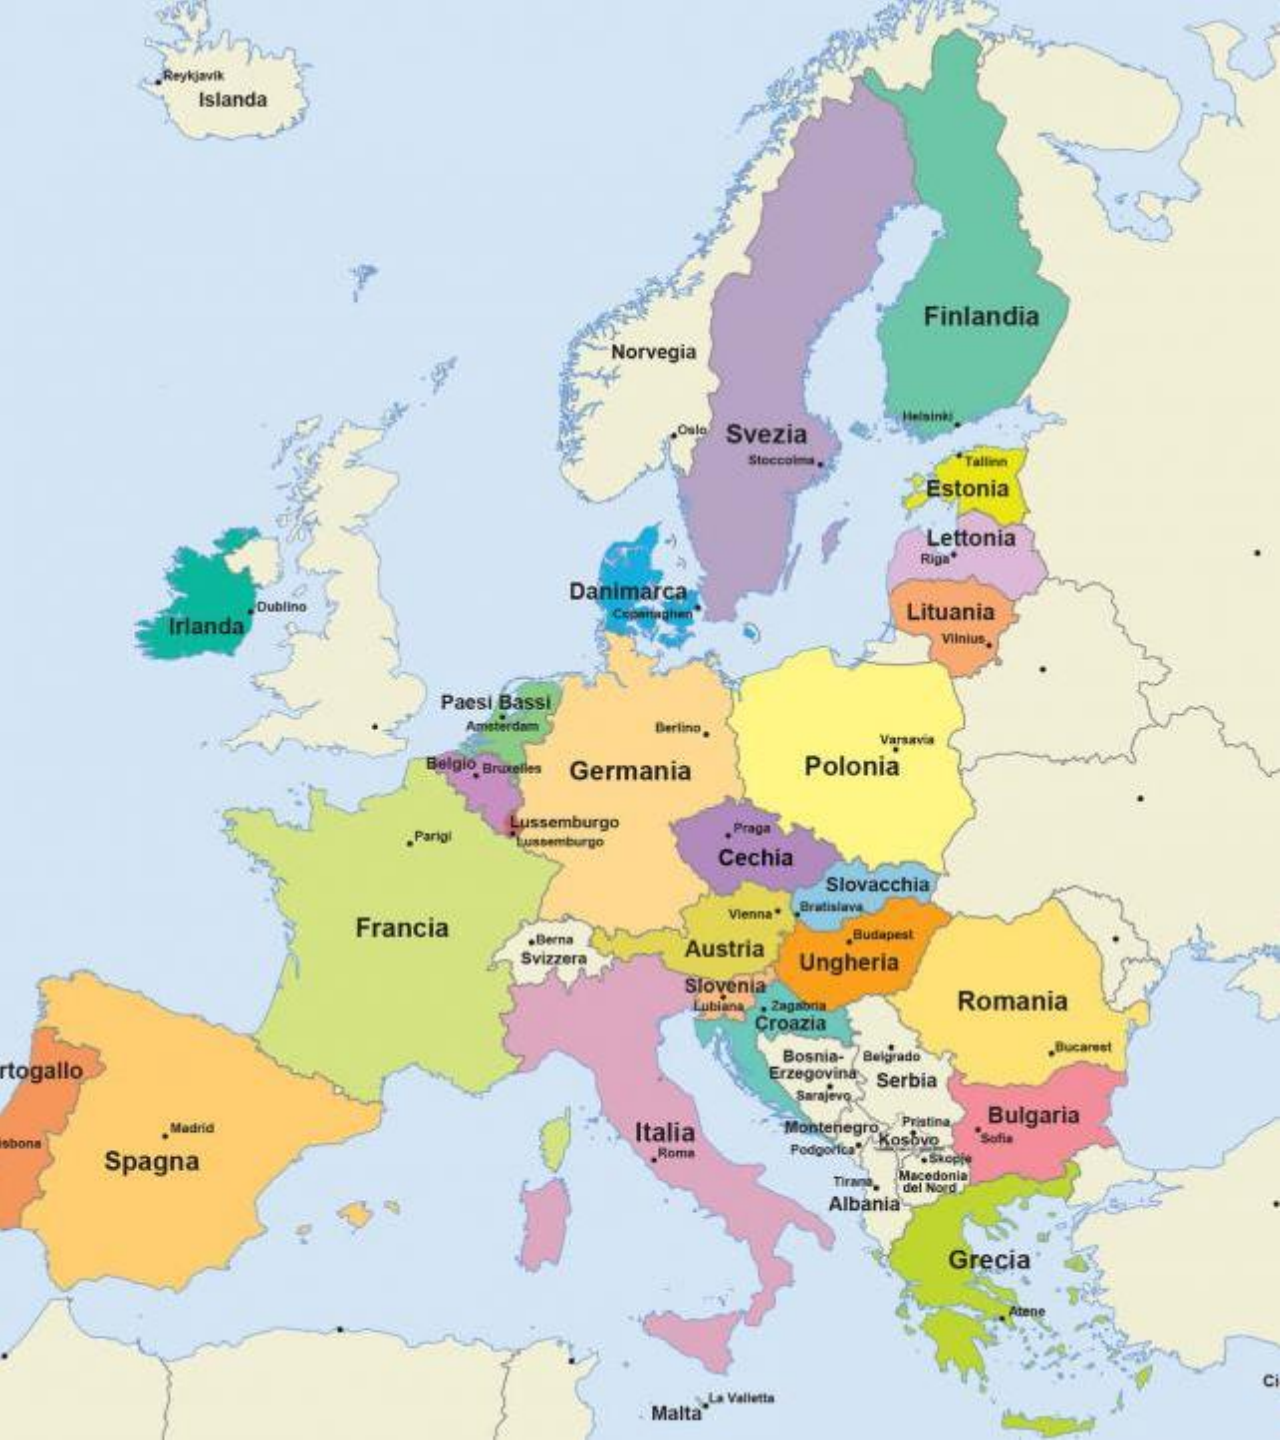 Reykjavik
Islanda
Finlandia
Norvegia
Helsinki
Oslo
Svezia
Stoccolma
Tallinn
Estonia
Lettonia
Riga
Danimarca
Copenaghen
Dublino
Irlanda
Lituania
Vilnius
Paesi Bassi
Amsterdam
Berlino
Varsavia
Belgio
Bruxelles
Germania
Polonia
Lussemburgo
Lussemburgo
Parigi
Praga
Cechia
Slovacchia
Bratislava
Vienna
Francia
Berna
Svizzera
Austria
Budapest
Ungheria
Slovenia
Lubiana
Zagabria
Croazia
Romania
Bucarest
Bosnia-
Erzegovina
Sarajevo
Belgrado
Serbia
rtogallo
isbona
Madrid
Spagna
Italia
Roma
Montenegro
Podgorica
Pristina
Kosovo
Bulgaria
Sofia
Skopje
Macedonia
del Nord
Tirana
Albania
Grecia
Atene
La Valletta
Malta
Ci